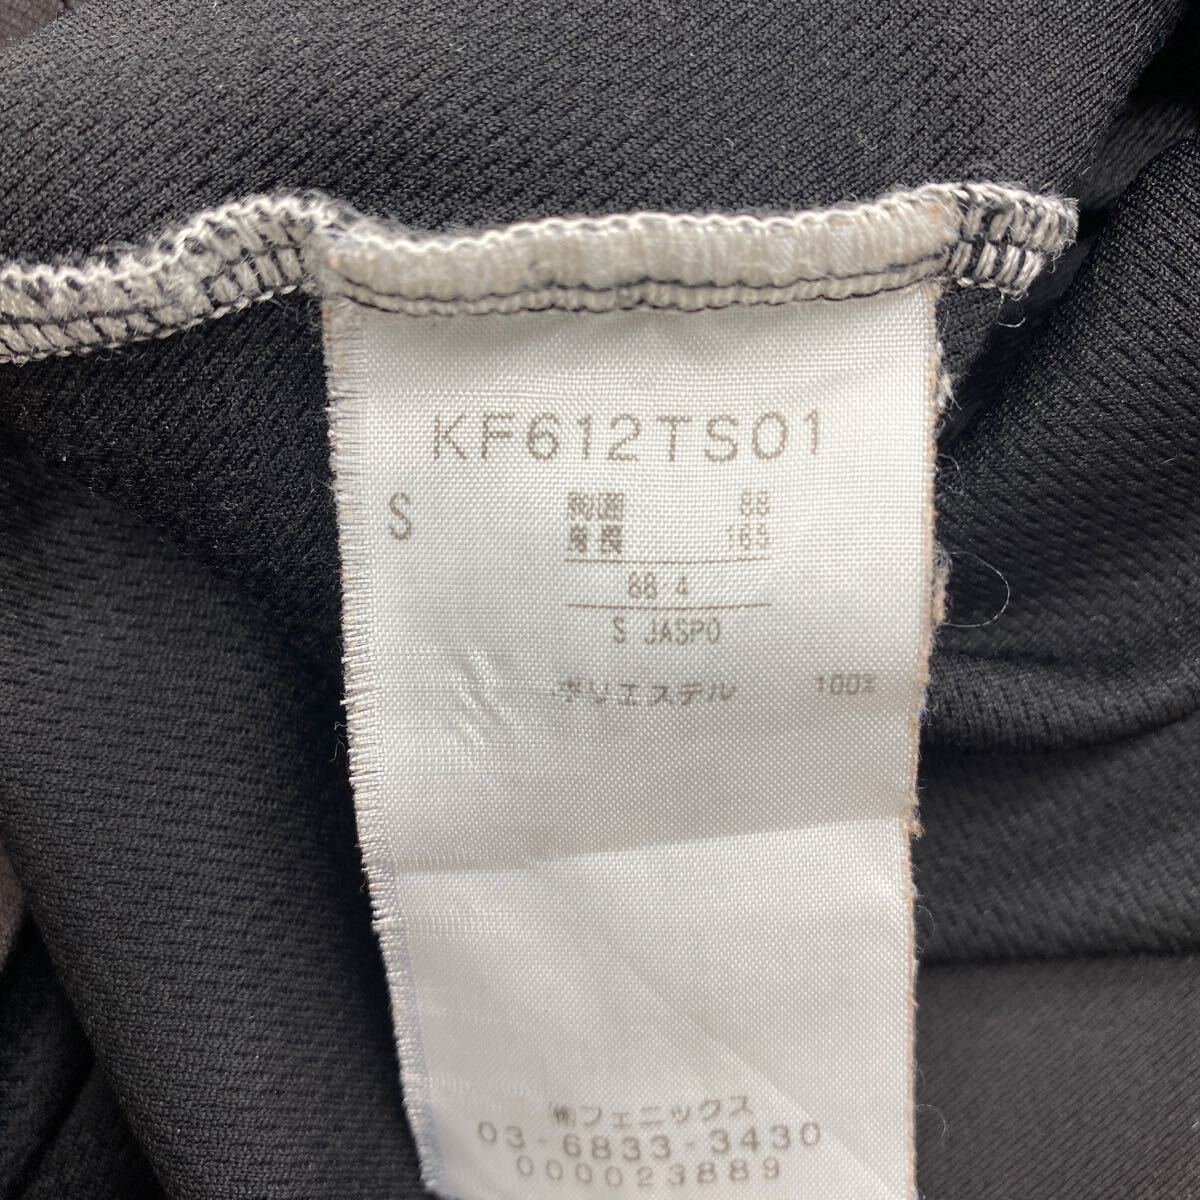 KF612TS01
S
胸囲 88
身長 165
88 4
S JASPO
ポリエステル 100%
㈱フェニックス
03-6833-3430
000023889